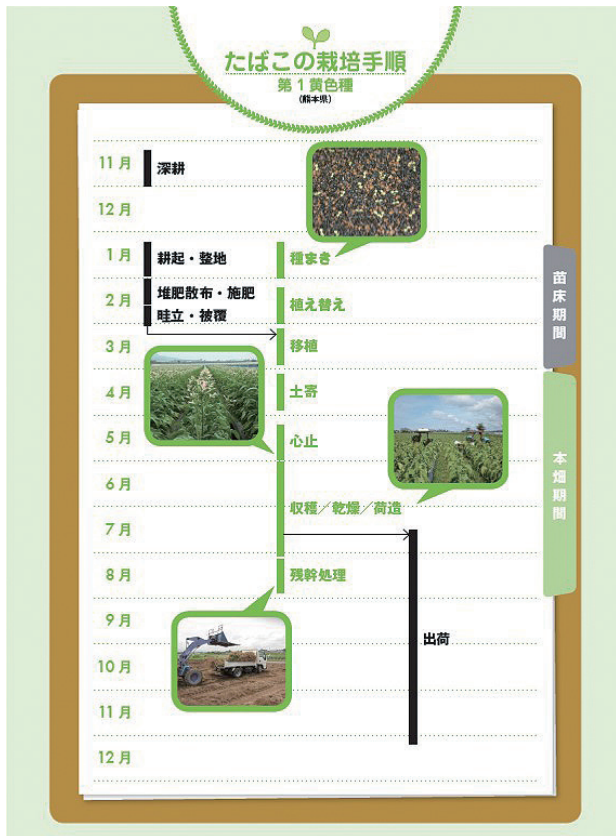 たばこの栽培手順
第1黄色種
(熊本県)
11月
深耕
12月
1月
耕起・整地
種まき
2月
堆肥散布・施肥
畦立・被覆
植え替え
3月
移植
4月
土寄
5月
心止
6月
収穫/乾燥/荷造
7月
8月
残幹処理
9月
出荷
10月
11月
12月
苗床期間
本畑期間